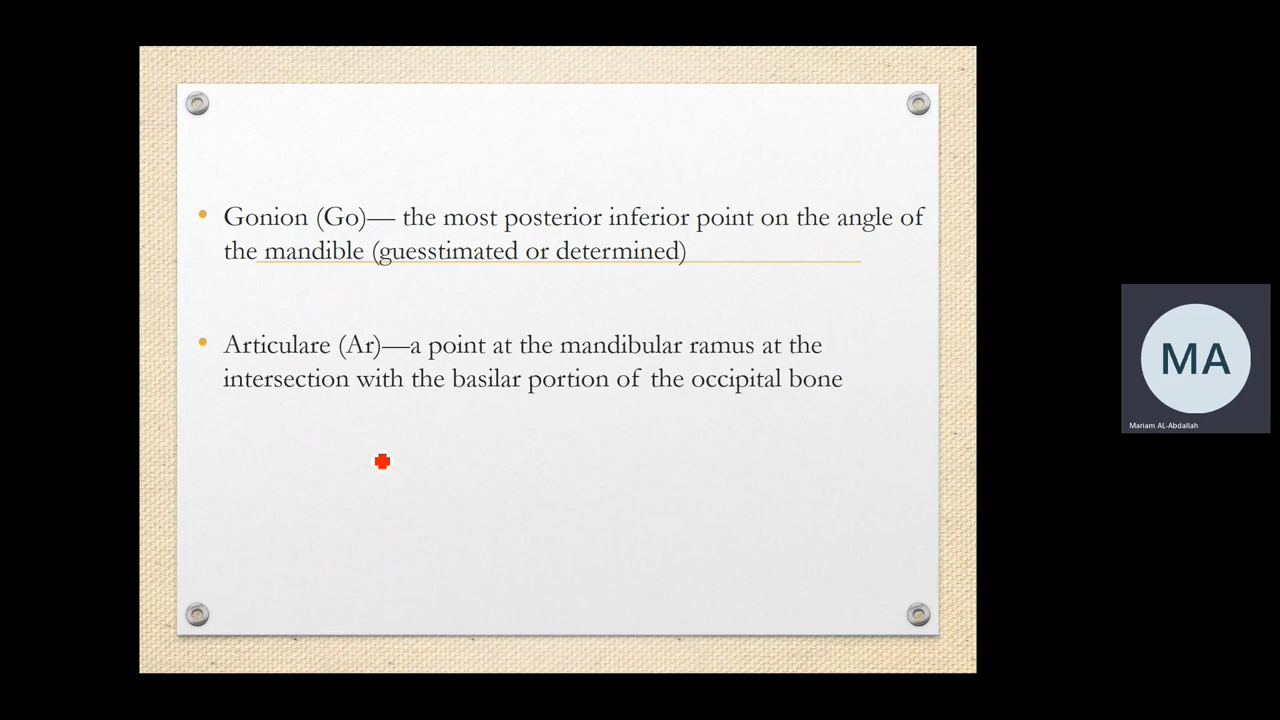 • Gonion (Go)— the most posterior inferior point on the angle of
the mandible (guesstimated or determined)
• Articulare (Ar)—a point at the mandibular ramus at the
intersection with the basilar portion of the occipital bone
MA
Mariam AL-Abdallah